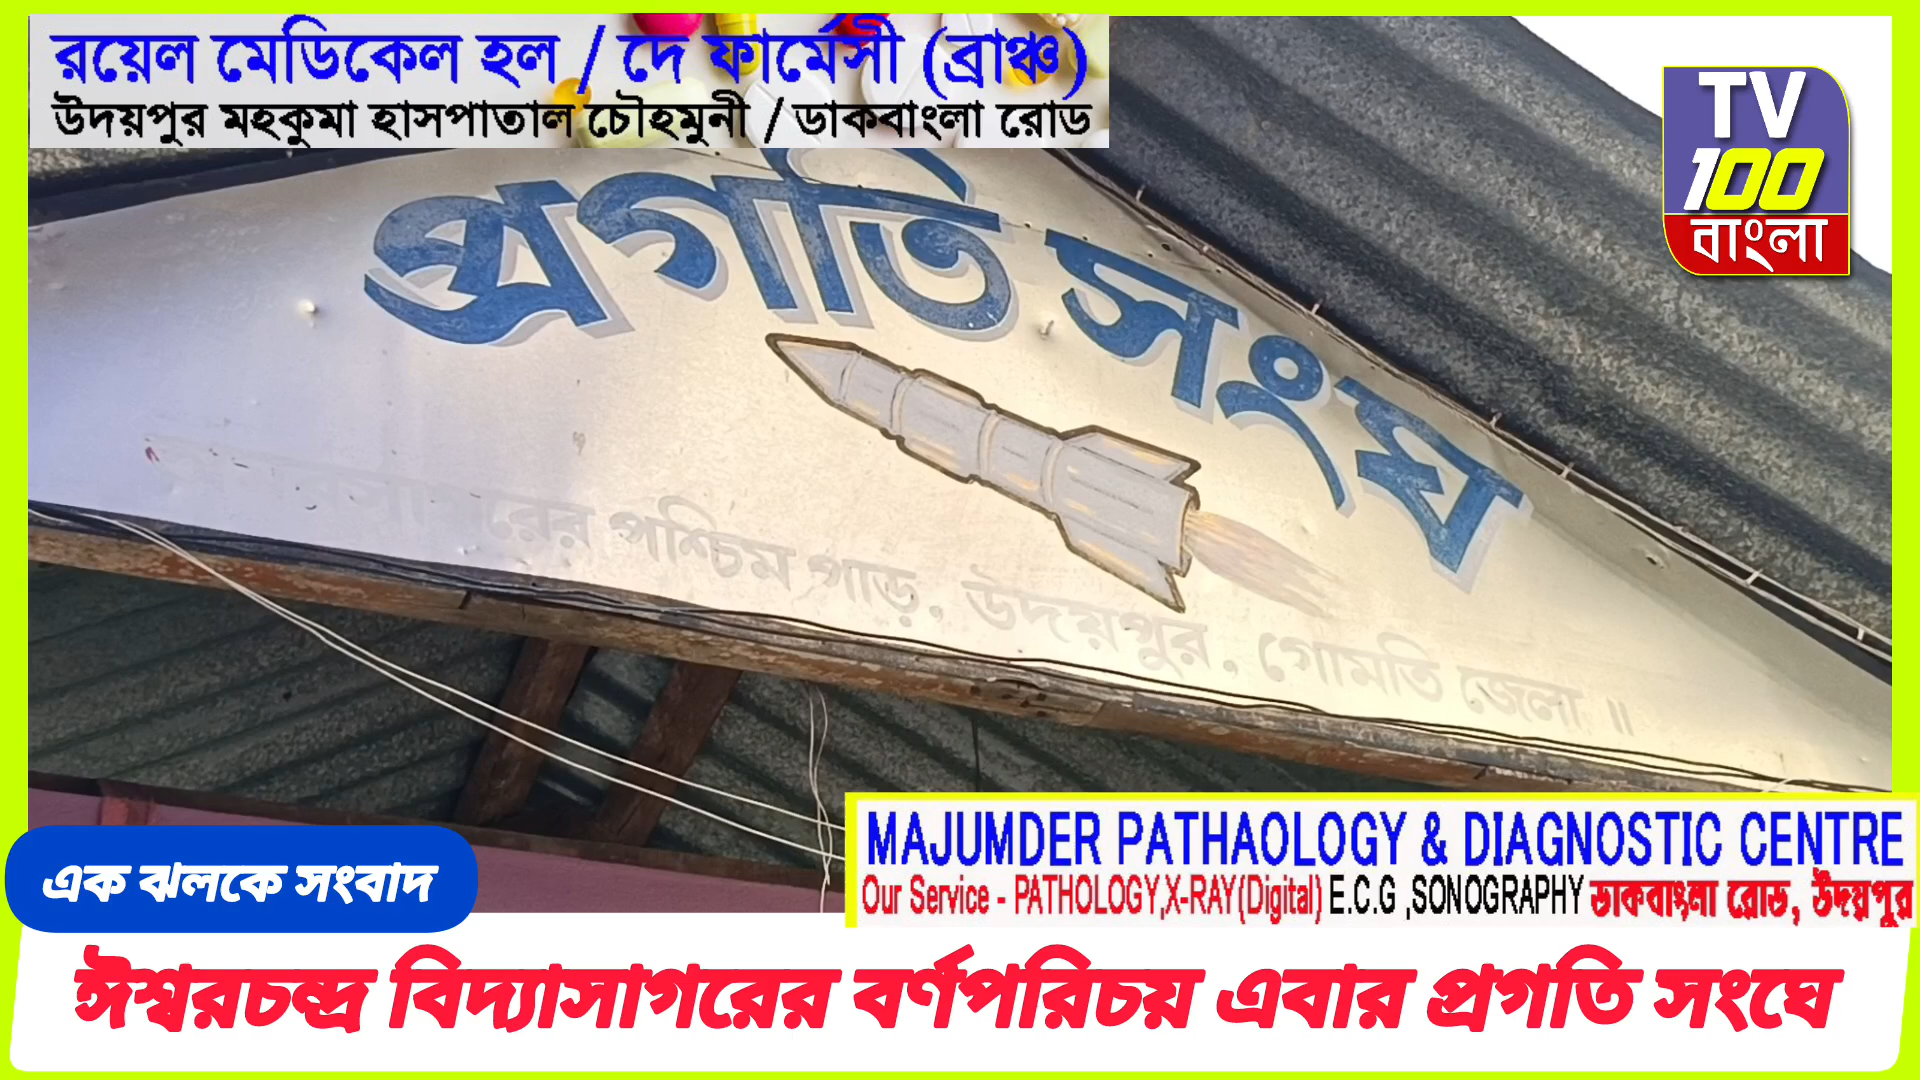 রয়েল মেডিকেল হল / দে ফার্মেসী (ব্রাঞ্চ)
উদয়পুর মহকুমা হাসপাতাল চৌহমুনী / ডাকবাংলা রোড
TV
100
বাংলা
প্রগতি সংঘ
পশ্চিম পাড়, উদয়পুর, গোমতি জেলা ॥
MAJUMDER PATHAOLOGY & DIAGNOSTIC CENTRE
Our Service - PATHOLOGY,X-RAY(Digital) E.C.G ,SONOGRAPHY ডাকবাংলা রোড, উদয়পুর
এক ঝলকে সংবাদ
ঈশ্বরচন্দ্র বিদ্যাসাগরের বর্ণপরিচয় এবার প্রগতি সংঘে